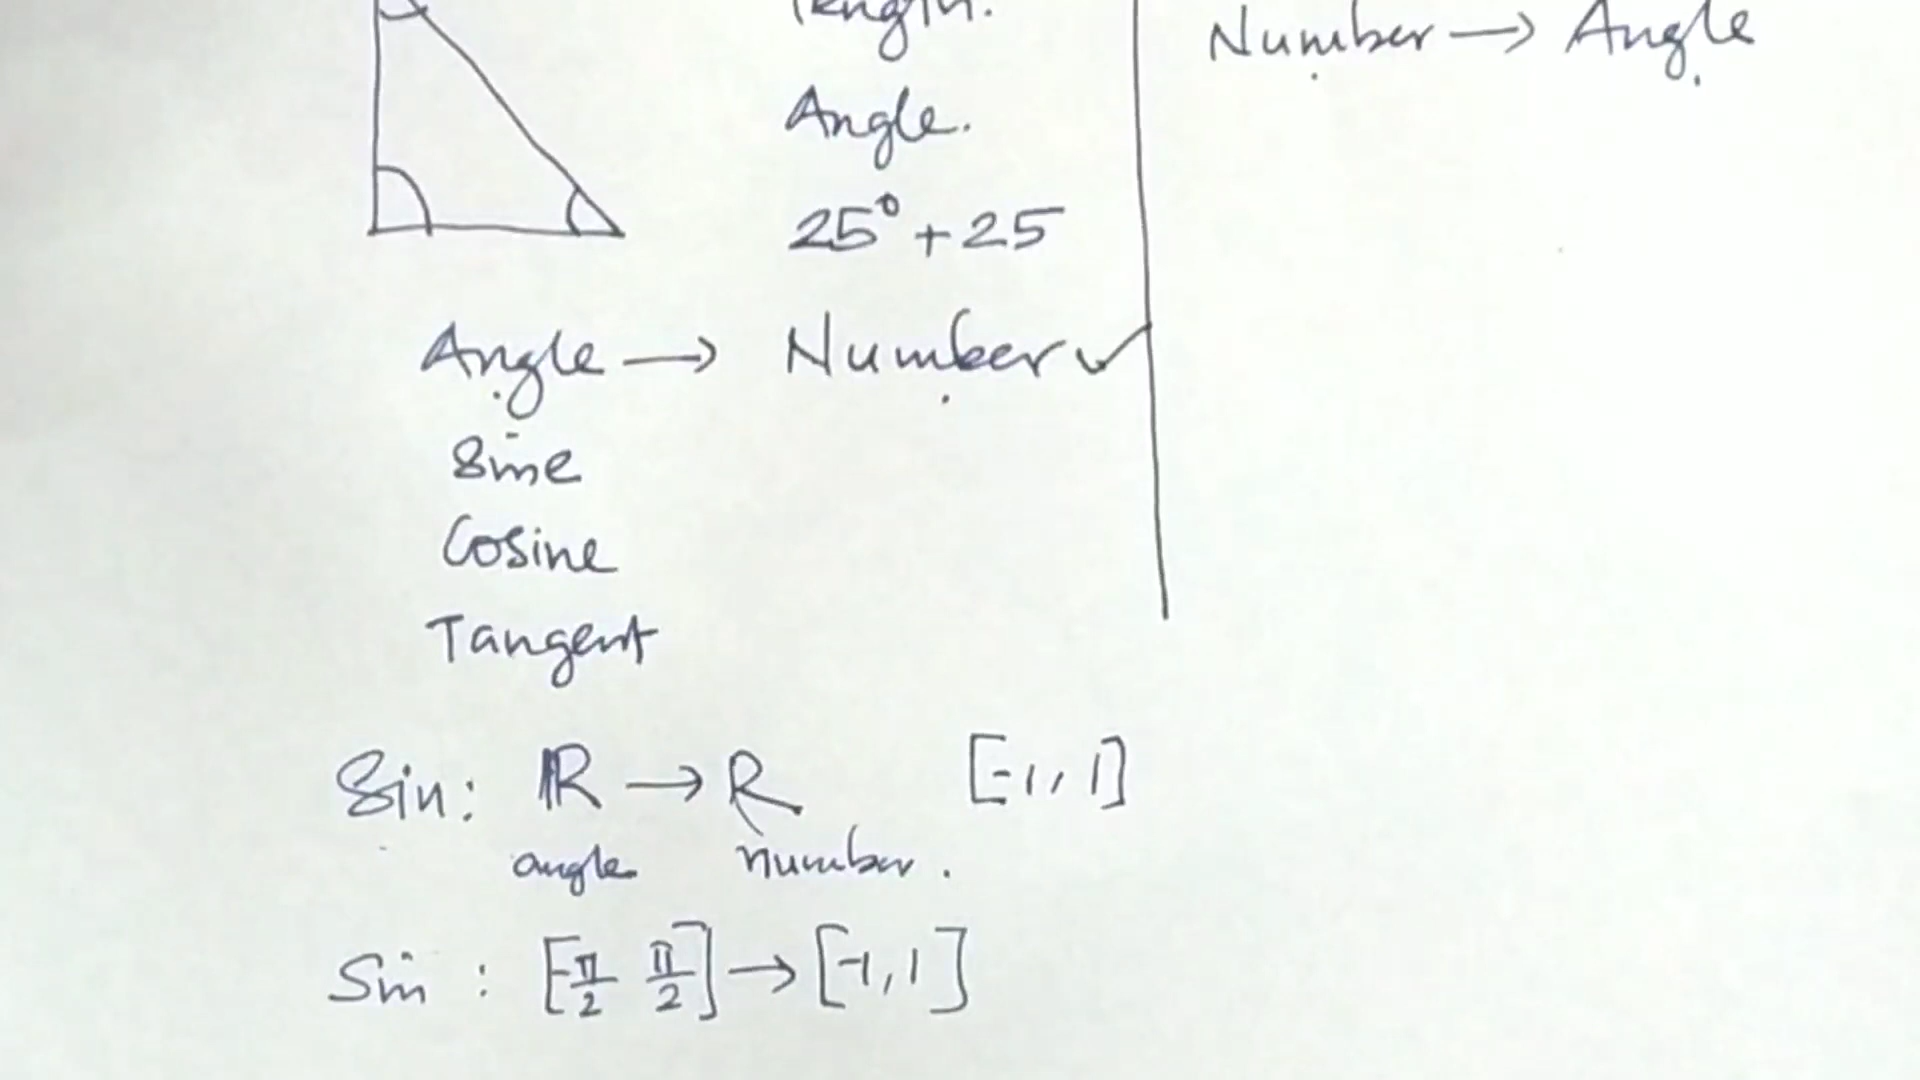 length.
Angle.
25° + 25
Angle → Number ✓
Sine
Cosine
Tangent
Number → Angle
Sin: ℝ → R [-1, 1]
angle number.
Sin : [-π/2 π/2] → [-1, 1]